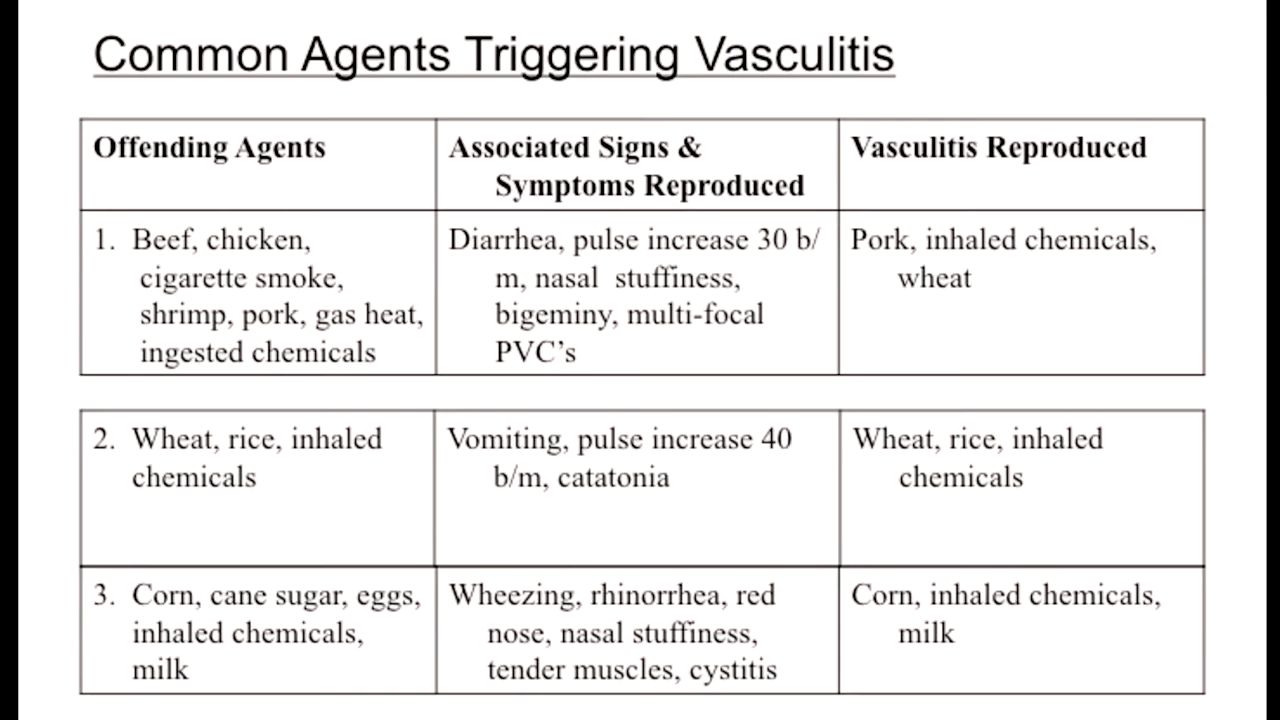 Common Agents Triggering Vasculitis
Offending Agents
Associated Signs &
Symptoms Reproduced
Vasculitis Reproduced
1. Beef, chicken,
cigarette smoke,
shrimp, pork, gas heat,
ingested chemicals
Diarrhea, pulse increase 30 b/
m, nasal stuffiness,
bigeminy, multi-focal
PVC’s
Pork, inhaled chemicals,
wheat
2. Wheat, rice, inhaled
chemicals
Vomiting, pulse increase 40
b/m, catatonia
Wheat, rice, inhaled
chemicals
3. Corn, cane sugar, eggs,
inhaled chemicals,
milk
Wheezing, rhinorrhea, red
nose, nasal stuffiness,
tender muscles, cystitis
Corn, inhaled chemicals,
milk